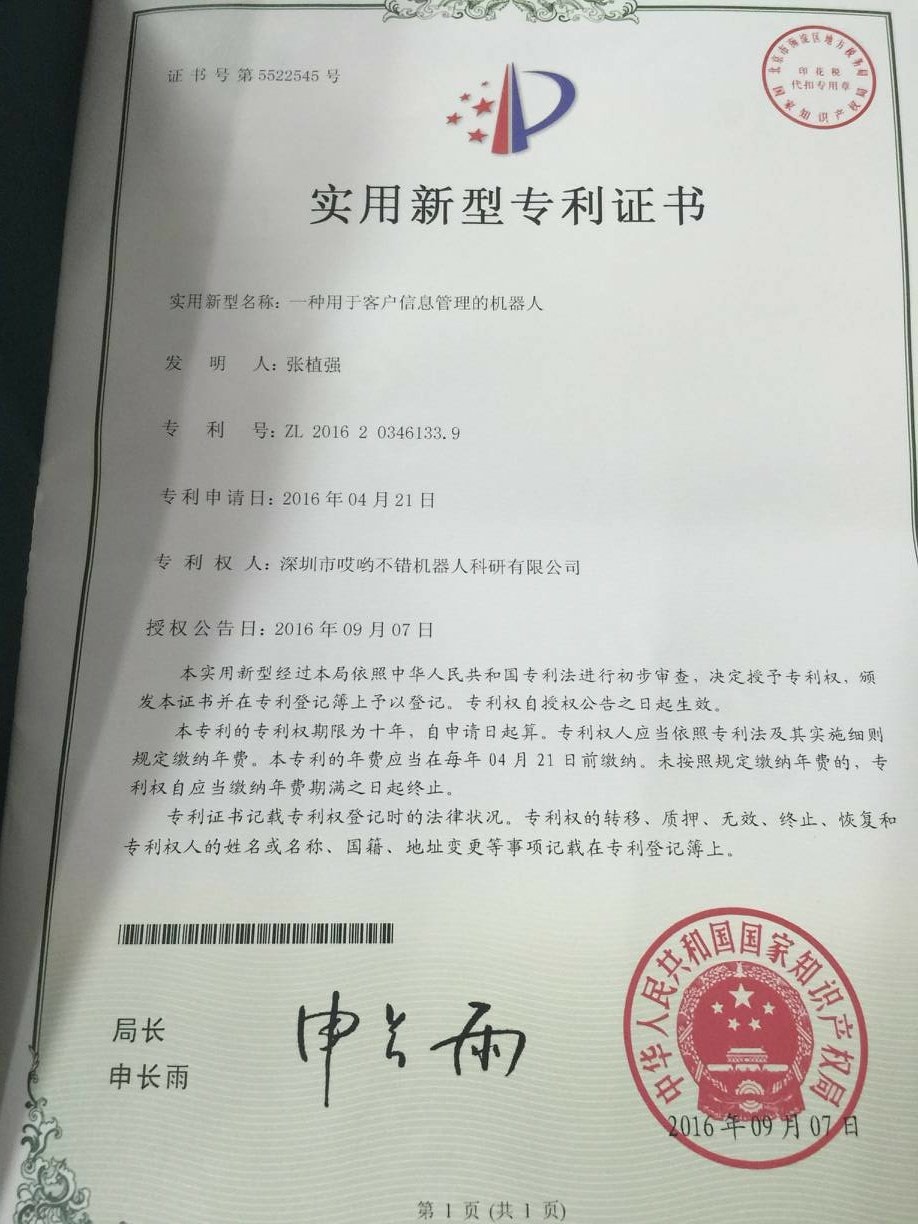 证书号第5522545号
北京市海淀区地方税务局
印花税
代扣专用章
国家知识产权局
实用新型专利证书
实用新型名称：一种用于客户信息管理的机器人
发明人：张植强
专利号：ZL 2016 2 0346133.9
专利申请日：2016年04月21日
专利权人：深圳市哎哟不错机器人科研有限公司
授权公告日：2016年09月07日
本实用新型经过本局依照中华人民共和国专利法进行初步审查，决定授予专利权，颁
发本证书并在专利登记簿上予以登记。专利权自授权公告之日起生效。
本专利的专利权期限为十年，自申请日起算。专利权人应当依照专利法及其实施细则
规定缴纳年费。本专利的年费应当在每年04月21日前缴纳。未按照规定缴纳年费的，专
利权自应当缴纳年费期满之日起终止。
专利证书记载专利权登记时的法律状况。专利权的转移、质押、无效、终止、恢复和
专利权人的姓名或名称、国籍、地址变更等事项记载在专利登记簿上。
局长
申长雨
申长雨
中华人民共和国国家知识产权局
2016年09月07日
第1页(共1页)